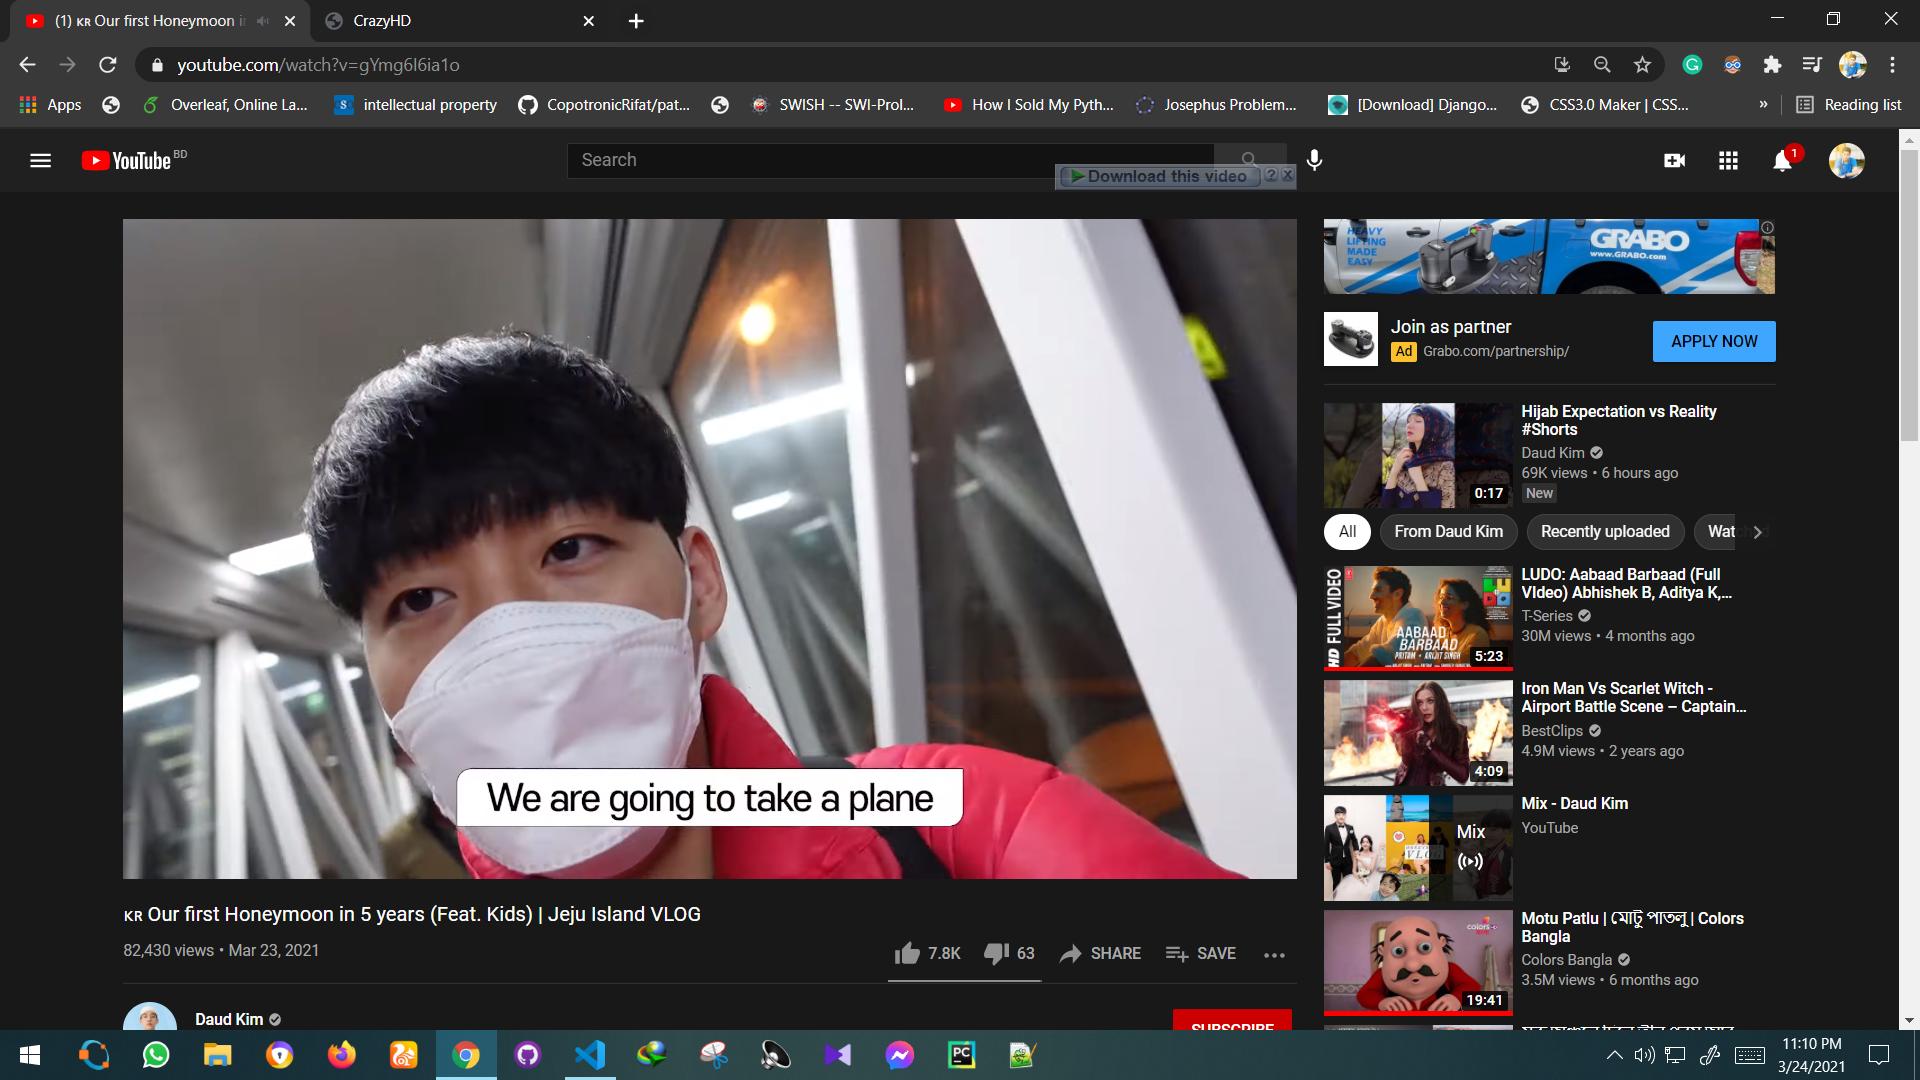 (1) KR Our first Honeymoon i
CrazyHD
youtube.com/watch?v=gYmg6I6ia1o
Apps
Overleaf, Online La...
intellectual property
CopotronicRifat/pat...
SWISH -- SWI-Prol...
How I Sold My Pyth...
Josephus Problem...
[Download] Django...
CSS3.0 Maker | CSS...
»
Reading list
YouTube BD
Search
Download this video ? X
1
HEAVY
LIFTING
MADE
EASY
GRABO
www.GRABO.com
Join as partner
Ad Grabo.com/partnership/
APPLY NOW
Hijab Expectation vs Reality
#Shorts
Daud Kim
69K views • 6 hours ago
New
0:17
All
From Daud Kim
Recently uploaded
Watched
LUDO: Aabaad Barbaad (Full
VIdeo) Abhishek B, Aditya K,...
T-Series
30M views • 4 months ago
HD FULL VIDEO
AABAAD
BARBAAD
PRITAM • ARIJIT SINGH
5:23
Iron Man Vs Scarlet Witch -
Airport Battle Scene – Captain...
BestClips
4.9M views • 2 years ago
4:09
Mix - Daud Kim
YouTube
Mix
VLOG
Motu Patlu | মোটু পাতলু | Colors
Bangla
Colors Bangla
3.5M views • 6 months ago
colors
19:41
We are going to take a plane
KR Our first Honeymoon in 5 years (Feat. Kids) | Jeju Island VLOG
82,430 views • Mar 23, 2021
7.8K
63
SHARE
SAVE
Daud Kim
SUBSCRIBE
PC
11:10 PM
3/24/2021